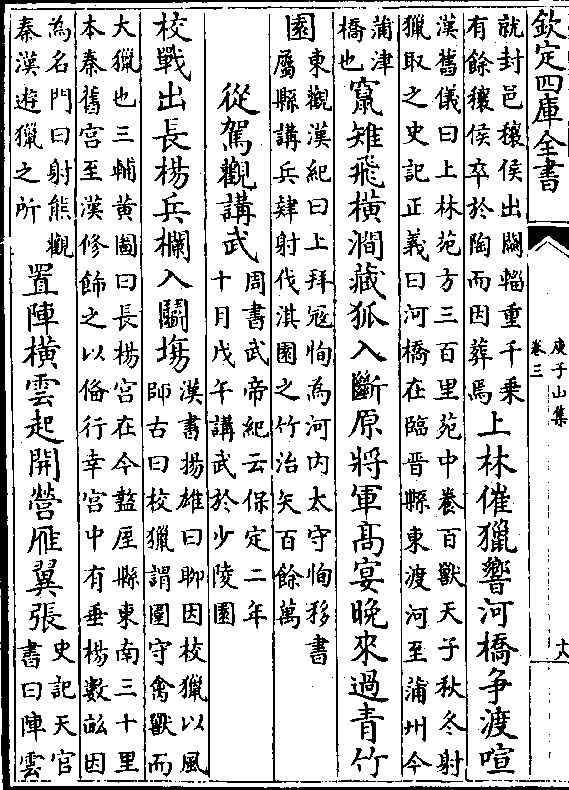 欽定四庫全書
庚子山集
卷三
十八
就封邑穰侯出關輜重千乗
有餘穰侯卒於陶而因葬焉
上林催獵響河橋争渡喧
漢舊儀曰上林苑方三百里苑中養百獸天子秋冬射
獵取之史記正義曰河橋在臨晉縣東渡河至蒲州今
蒲津
橋也
竄雉飛横澗藏狐入斷原將軍髙宴晚來過青竹
園
東觀漢紀曰上拜冦恂為河内太守恂移書
屬縣講兵肄射伐淇園之竹治矢百餘萬
從駕觀講武
周書武帝紀云保定二年
十月戊午講武於少陵園
校戰出長楊兵欄入鬭塲
漢書揚雄曰聊因校獵以風
師古曰校獵謂圍守禽獸而
大獵也三輔黄圖曰長楊宫在今盩厔縣東南三十里
本秦舊宫至漢修飾之以俻行幸宫中有垂楊數畝因
為名門曰射熊觀
秦漢遊獵之所
置陣横雲起開營雁翼張
史記天官
書曰陣雲